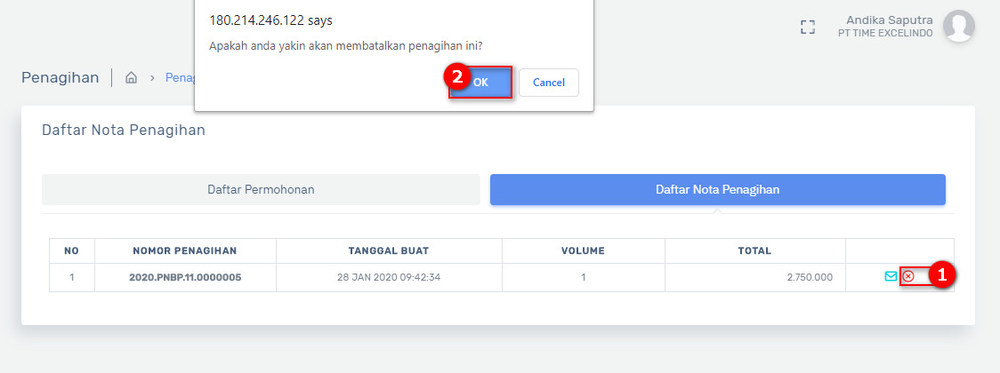 180.214.246.122 says
Apakah anda yakin akan membatalkan penagihan ini?
2 OK Cancel
Andika Saputra
PT TIME EXCELINDO
Penagihan
Daftar Nota Penagihan
Daftar Permohonan Daftar Nota Penagihan
NO NOMOR PENAGIHAN TANGGAL BUAT VOLUME TOTAL
1 2020.PNBP.11.0000005 28 JAN 2020 09:42:34 1 2.750.000 1